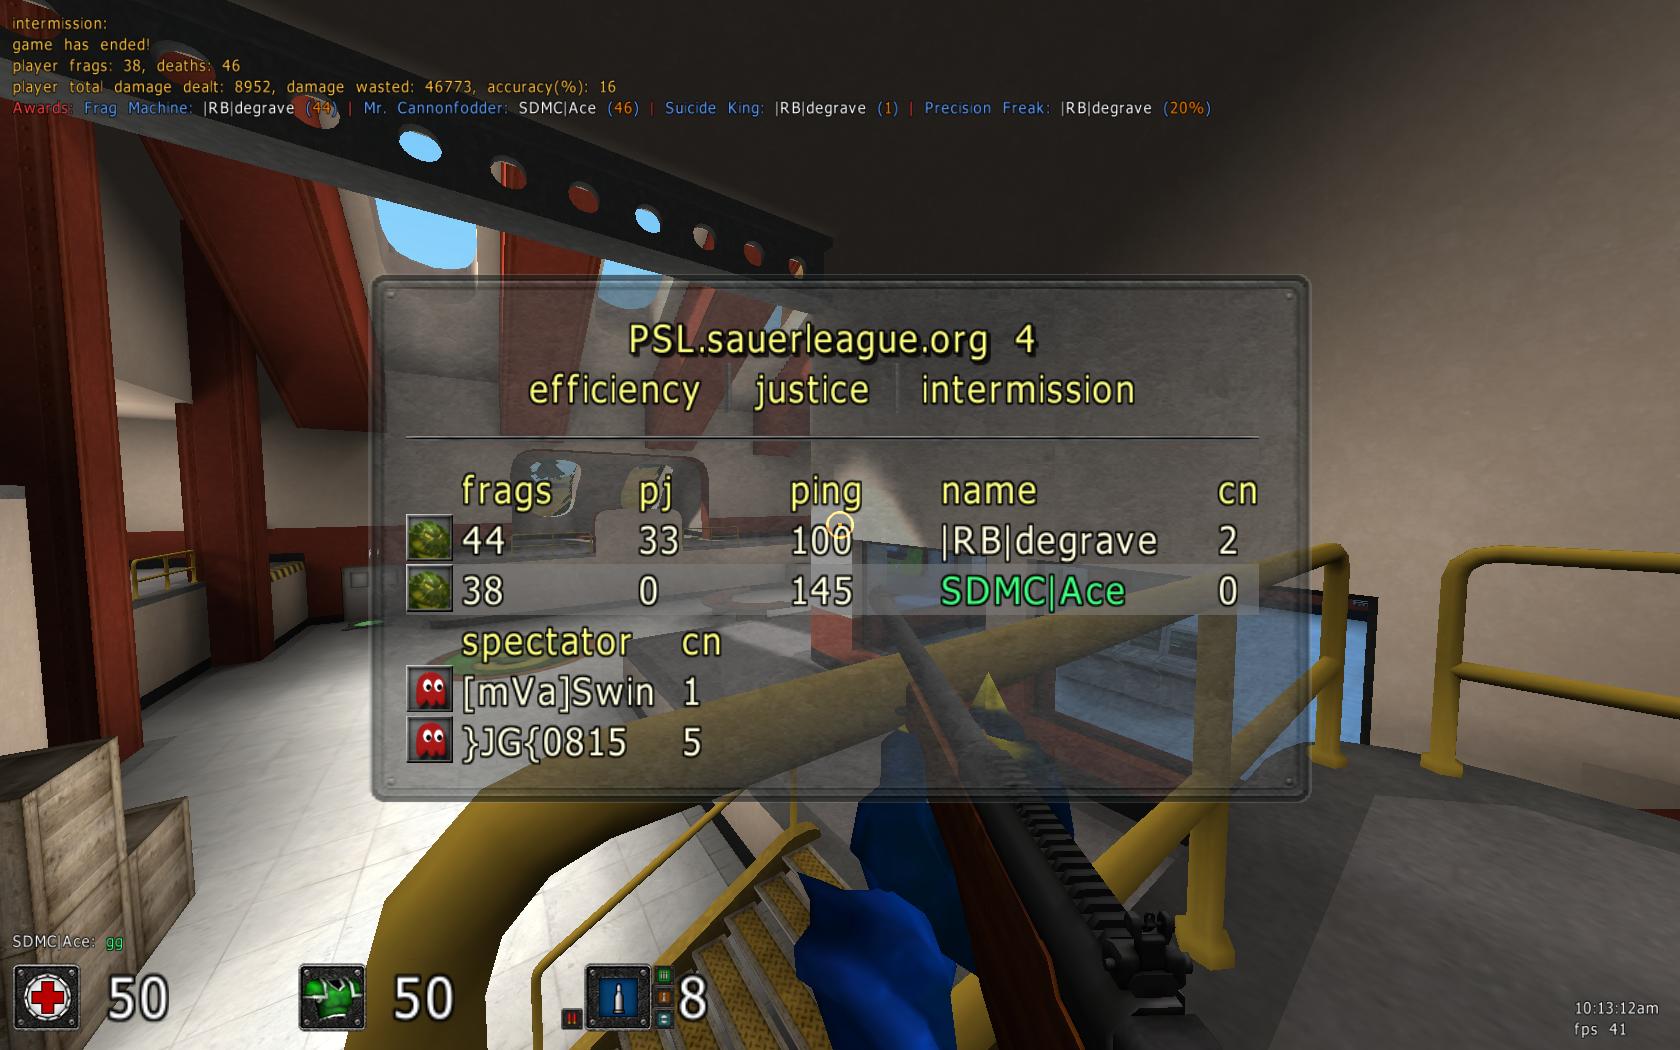 intermission:
game has ended!
player frags: 38, deaths: 46
player total damage dealt: 8952, damage wasted: 46773, accuracy(%): 16
Awards: Frag Machine: |RB|degrave (44) | Mr. Cannonfodder: SDMC|Ace (46) | Suicide King: |RB|degrave (1) | Precision Freak: |RB|degrave (20%)
PSL.sauerleague.org 4
efficiency justice intermission
frags pj ping name cn
44 33 100 |RB|degrave 2
38 0 145 SDMC|Ace 0
spectator cn
[mVa]Swin 1
}JG{0815 5
SDMC|Ace: gg
50 50 8
10:13:12am
fps 41